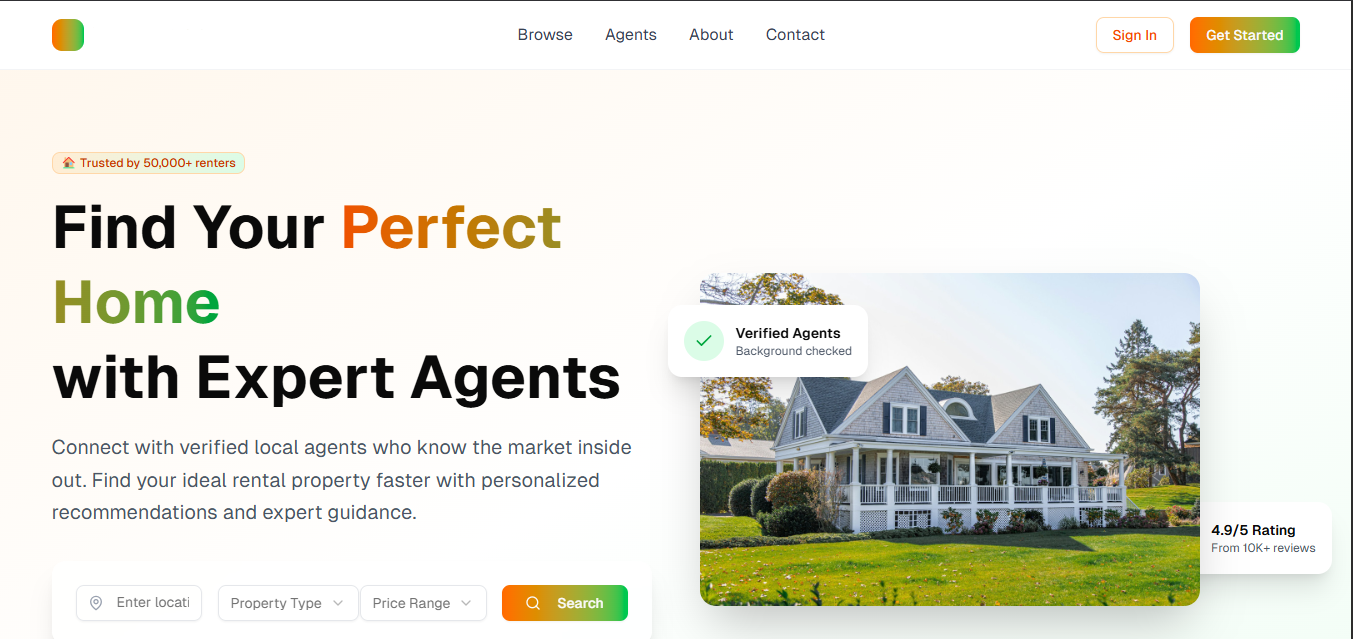 Browse Agents About Contact Sign In Get Started
🏠 Trusted by 50,000+ renters
Find Your Perfect
Home
with Expert Agents
Connect with verified local agents who know the market inside
out. Find your ideal rental property faster with personalized
recommendations and expert guidance.
Enter locati Property Type Price Range Search
Verified Agents
Background checked
4.9/5 Rating
From 10K+ reviews